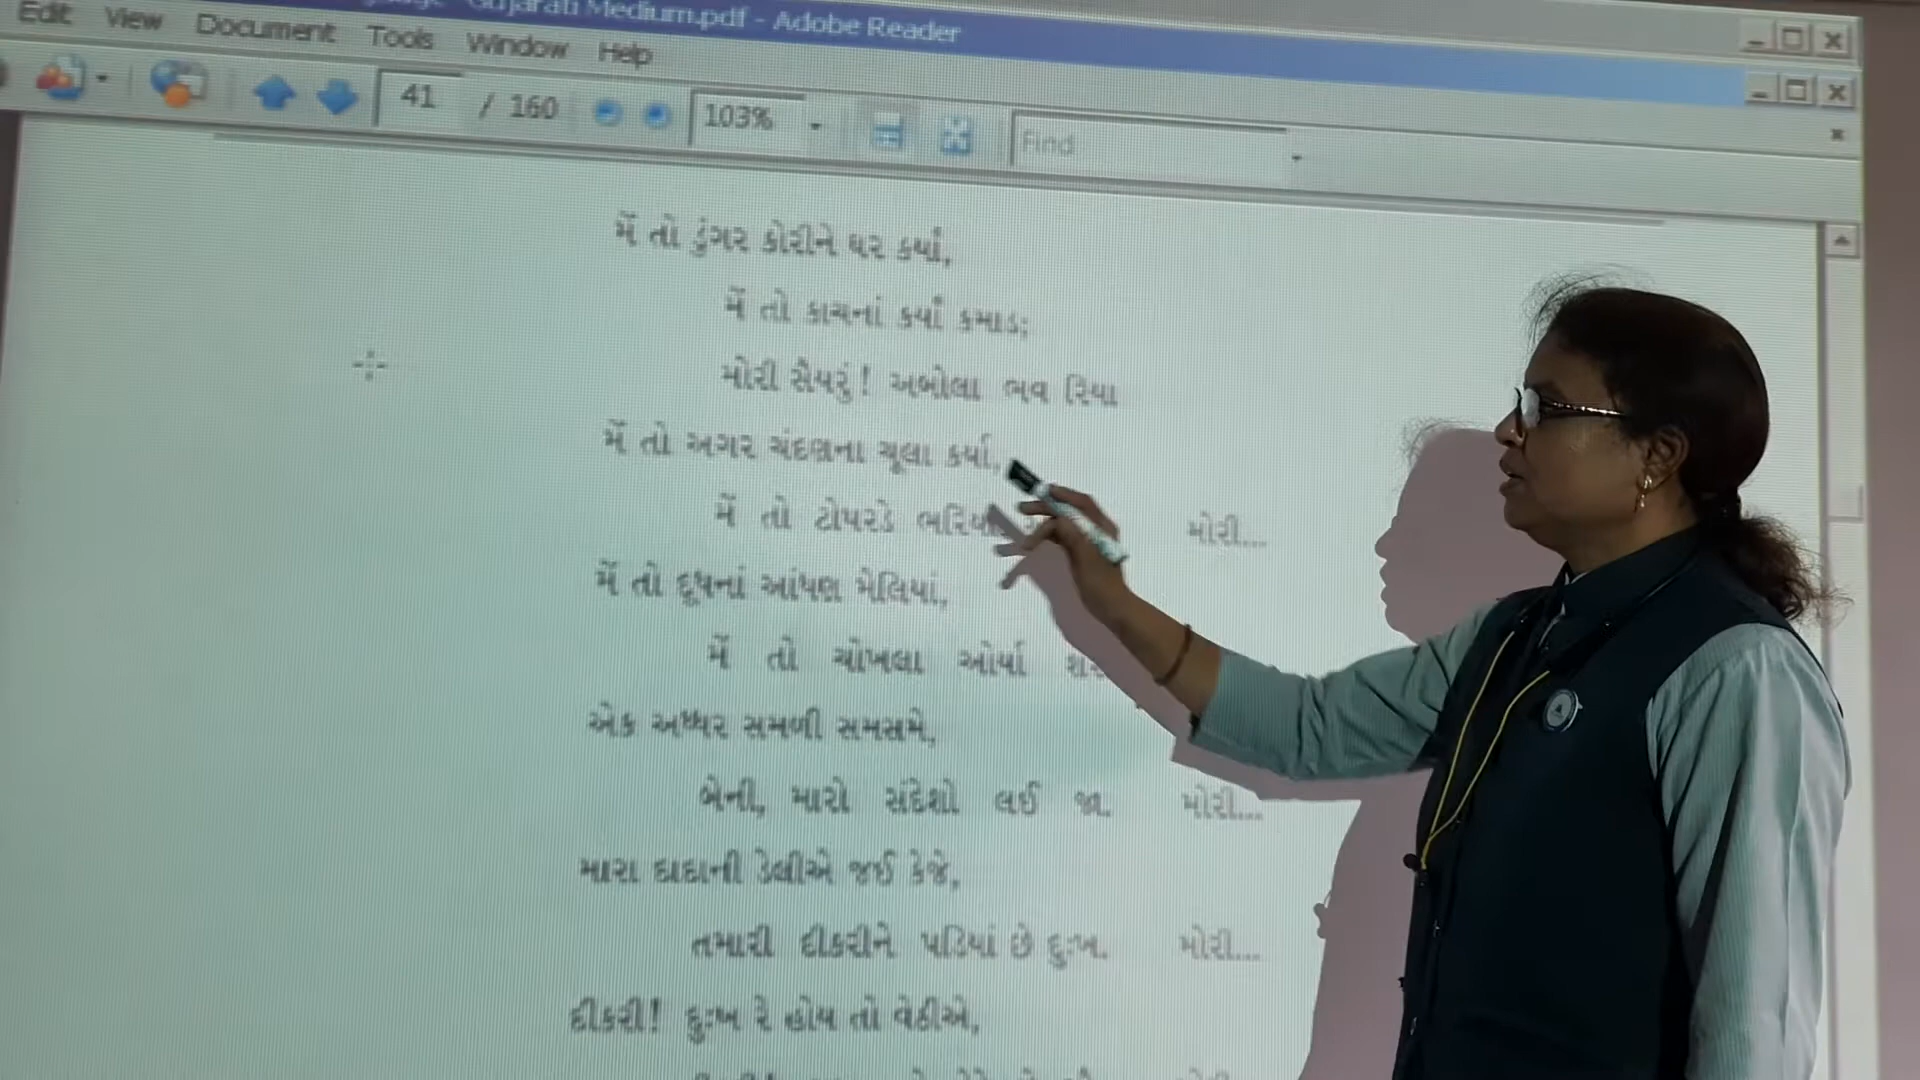 Gujarati Medium.pdf - Adobe Reader
Edit View Document Tools Window Help
41 / 160 103% Find
મેં તો ડુંગર કોરીને ઘર કર્યાં,
મેં તો કાચનાં કર્યાં કમાડ;
મોરી સૈયરું! અબોલા ભવ રિયા
મેં તો અગર ચંદણના ચૂલા કર્યા,
મેં તો ટોપરડે ભરિયાં મોરી...
મેં તો દૂધનાં આંધણ મેલિયાં,
મેં તો ચોખલા ઓર્યા
એક અધ્ધર સમળી સમસમે,
બેની, મારો સંદેશો લઈ જા. મોરી...
મારા દાદાની ડેલીએ જઈ કેજે,
તમારી દીકરીને પડિયાં છે દુઃખ. મોરી...
દીકરી! દુઃખ રે હોય તો વેઠીએ,